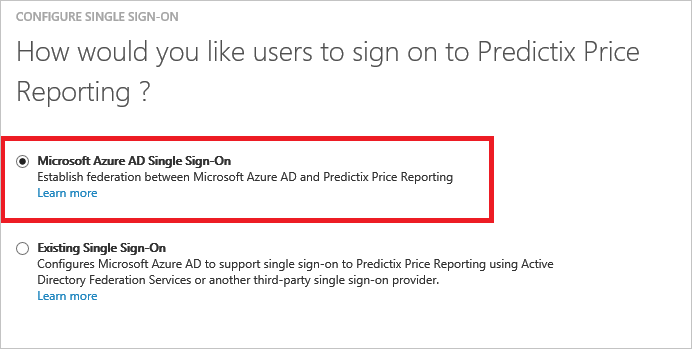 CONFIGURE SINGLE SIGN-ON
How would you like users to sign on to Predictix Price
Reporting ?
Microsoft Azure AD Single Sign-On
Establish federation between Microsoft Azure AD and Predictix Price Reporting
Learn more
Existing Single Sign-On
Configures Microsoft Azure AD to support single sign-on to Predictix Price Reporting using Active
Directory Federation Services or another third-party single sign-on provider.
Learn more